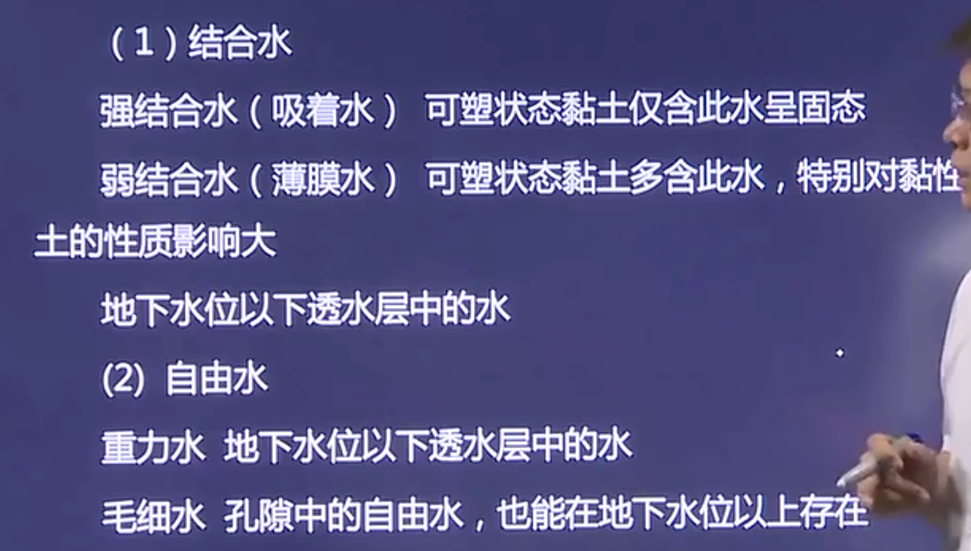 （1）结合水
强结合水（吸着水） 可塑状态黏土仅含此水呈固态
弱结合水（薄膜水） 可塑状态黏土多含此水，特别对黏性
土的性质影响大
地下水位以下透水层中的水
(2) 自由水
重力水 地下水位以下透水层中的水
毛细水 孔隙中的自由水，也能在地下水位以上存在